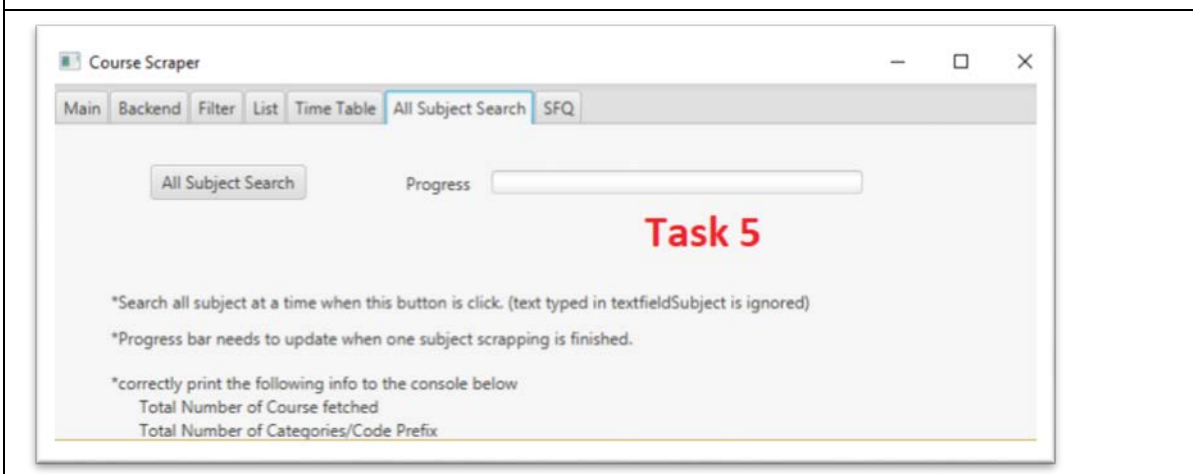 Course Scraper
Main Backend Filter List Time Table All Subject Search SFQ
All Subject Search Progress
Task 5
*Search all subject at a time when this button is click. (text typed in textfieldSubject is ignored)
*Progress bar needs to update when one subject scrapping is finished.
*correctly print the following info to the console below
Total Number of Course fetched
Total Number of Categories/Code Prefix